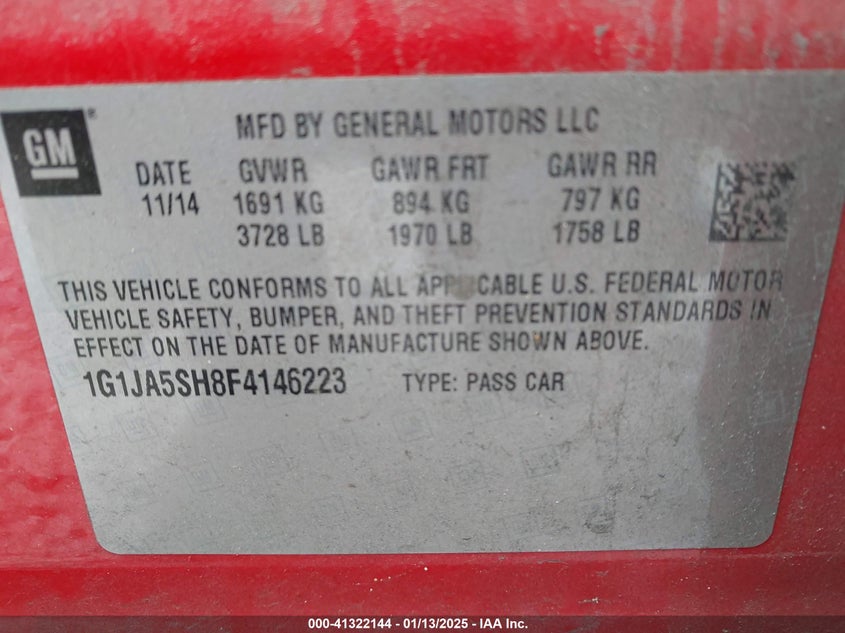 GM ®
MFD BY GENERAL MOTORS LLC
DATE GVWR GAWR FRT GAWR RR
11/14 1691 KG 894 KG 797 KG
3728 LB 1970 LB 1758 LB
THIS VEHICLE CONFORMS TO ALL APPLICABLE U.S. FEDERAL MOTOR
VEHICLE SAFETY, BUMPER, AND THEFT PREVENTION STANDARDS IN
EFFECT ON THE DATE OF MANUFACTURE SHOWN ABOVE.
1G1JA5SH8F4146223 TYPE: PASS CAR
000-41322144 - 01/13/2025 - IAA Inc.